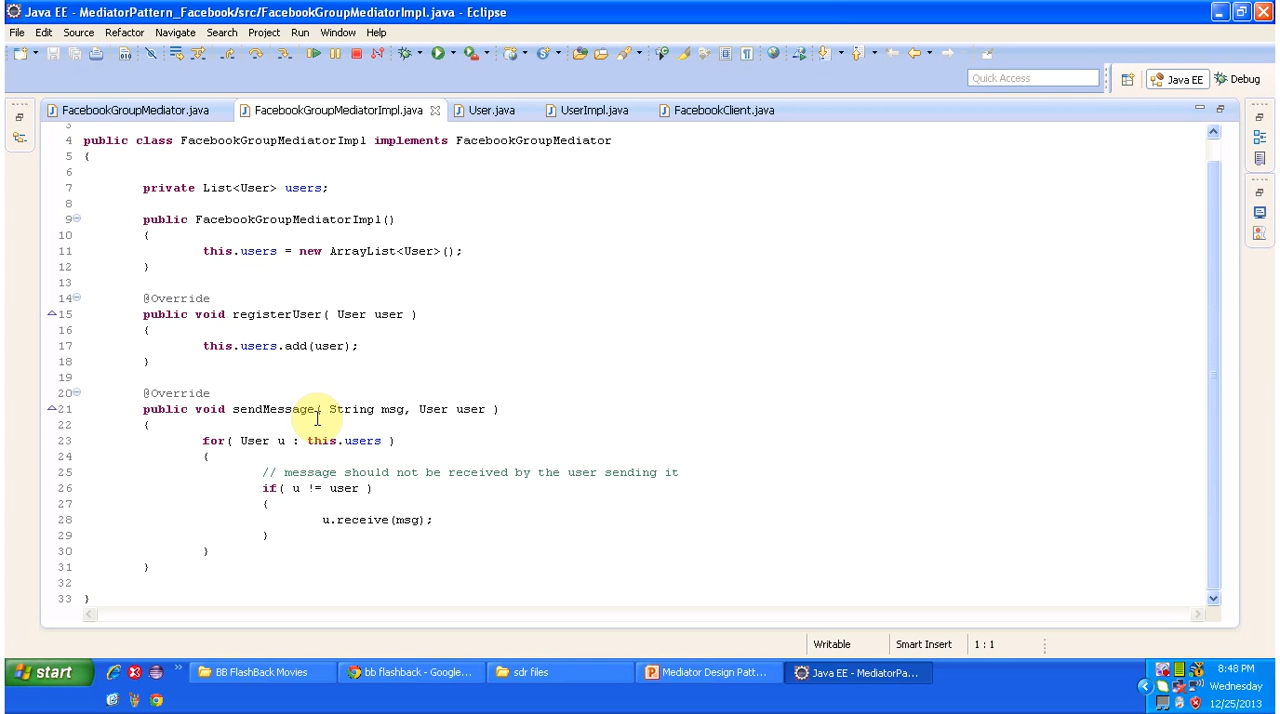 Java EE - MediatorPattern_Facebook/src/FacebookGroupMediatorImpl.java - Eclipse
File Edit Source Refactor Navigate Search Project Run Window Help
Quick Access
Java EE
Debug
FacebookGroupMediator.java
FacebookGroupMediatorImpl.java
User.java
UserImpl.java
FacebookClient.java
3
4 public class FacebookGroupMediatorImpl implements FacebookGroupMediator
5 {
6
7 private List<User> users;
8
9 public FacebookGroupMediatorImpl()
10 {
11 this.users = new ArrayList<User>();
12 }
13
14 @Override
15 public void registerUser( User user )
16 {
17 this.users.add(user);
18 }
19
20 @Override
21 public void sendMessage( String msg, User user )
22 {
23 for( User u : this.users )
24 {
25 // message should not be received by the user sending it
26 if( u != user )
27 {
28 u.receive(msg);
29 }
30 }
31 }
32
33 }
Writable
Smart Insert
1 : 1
start
BB FlashBack Movies
bb flashback - Google...
sdr files
Mediator Design Patt...
Java EE - MediatorPa...
8:48 PM
Wednesday
12/25/2013